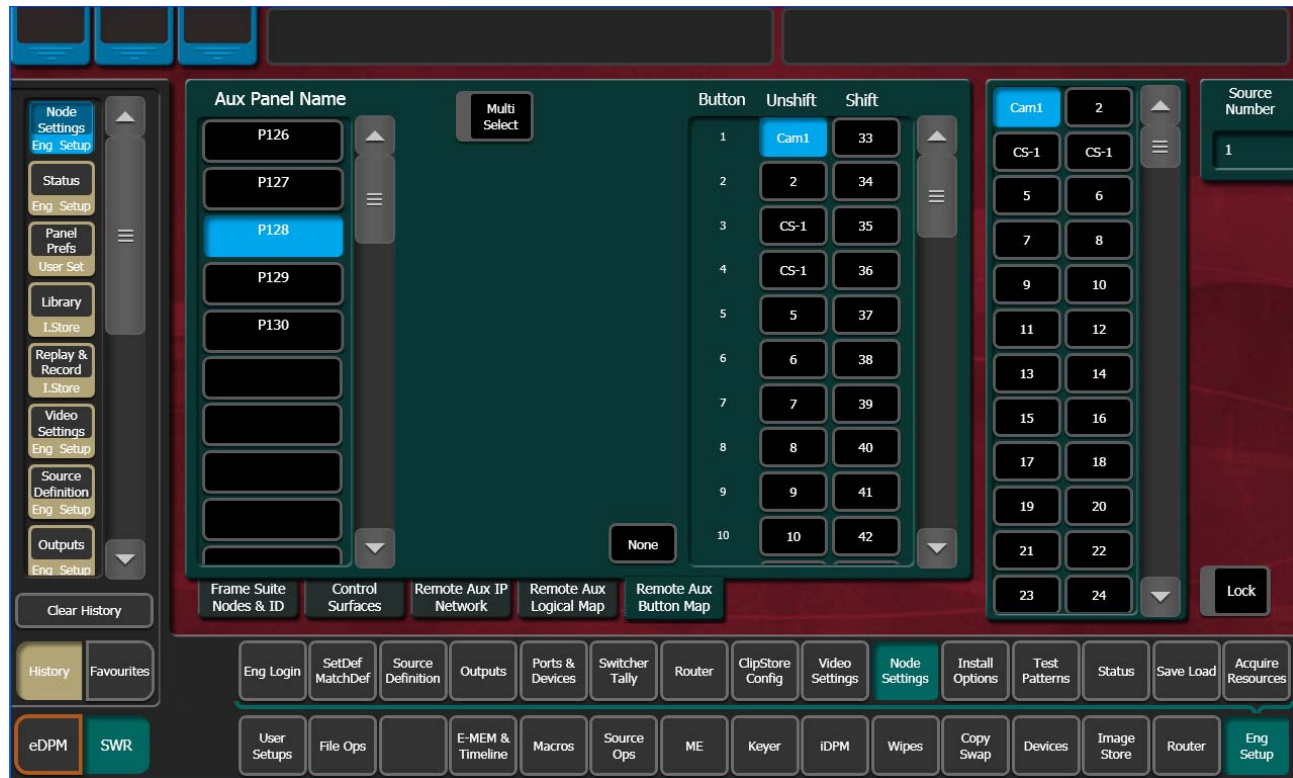 Node
Settings
Eng Setup
Status
Eng Setup
Panel
Prefs
User Set
Library
I.Store
Replay &
Record
I.Store
Video
Settings
Eng Setup
Source
Definition
Eng Setup
Outputs
Eng Setup
Clear History
History Favourites
eDPM SWR
Aux Panel Name
P126
P127
P128
P129
P130
Multi
Select
None
Button Unshift Shift
1 Cam1 33
2 2 34
3 CS-1 35
4 CS-1 36
5 5 37
6 6 38
7 7 39
8 8 40
9 9 41
10 10 42
Cam1 2
CS-1 CS-1
5 6
7 8
9 10
11 12
13 14
15 16
17 18
19 20
21 22
23 24
Source
Number
1
Lock
Frame Suite
Nodes & ID
Control
Surfaces
Remote Aux IP
Network
Remote Aux
Logical Map
Remote Aux
Button Map
Eng Login
SetDef
MatchDef
Source
Definition
Outputs
Ports &
Devices
Switcher
Tally
Router
ClipStore
Config
Video
Settings
Node
Settings
Install
Options
Test
Patterns
Status
Save Load
Acquire
Resources
User
Setups
File Ops
E-MEM &
Timeline
Macros
Source
Ops
ME
Keyer
iDPM
Wipes
Copy
Swap
Devices
Image
Store
Router
Eng
Setup